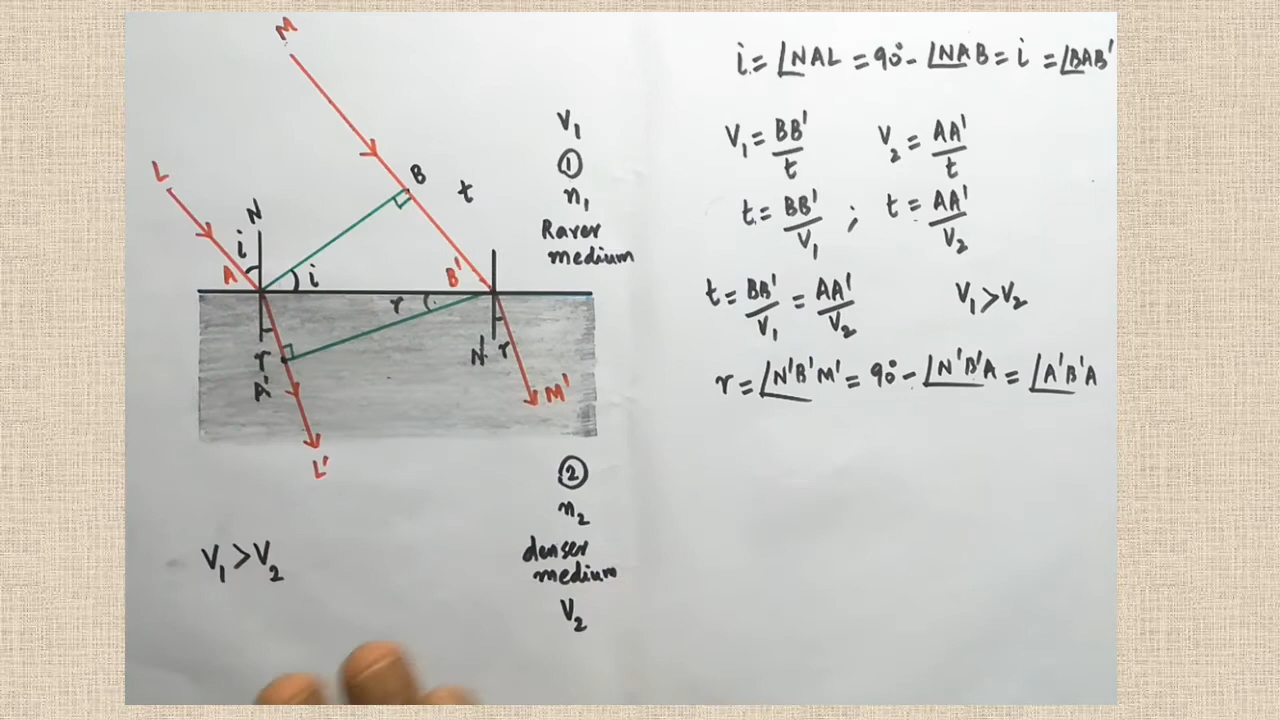 M
L
N
i
A
B
t
i
B'
r
r
A'
N'
r
M'
L'
V₁ > V₂
V₁
①
n₁
Rarer
medium
②
n₂
denser
medium
V₂
i = ∠NAL = 90° - ∠NAB = i = ∠BAB'
V₁ = BB'/t V₂ = AA'/t
t = BB'/V₁ ; t = AA'/V₂
t = BB'/V₁ = AA'/V₂ V₁ > V₂
r = ∠N'B'M' = 90° - ∠N'B'A = ∠A'B'A